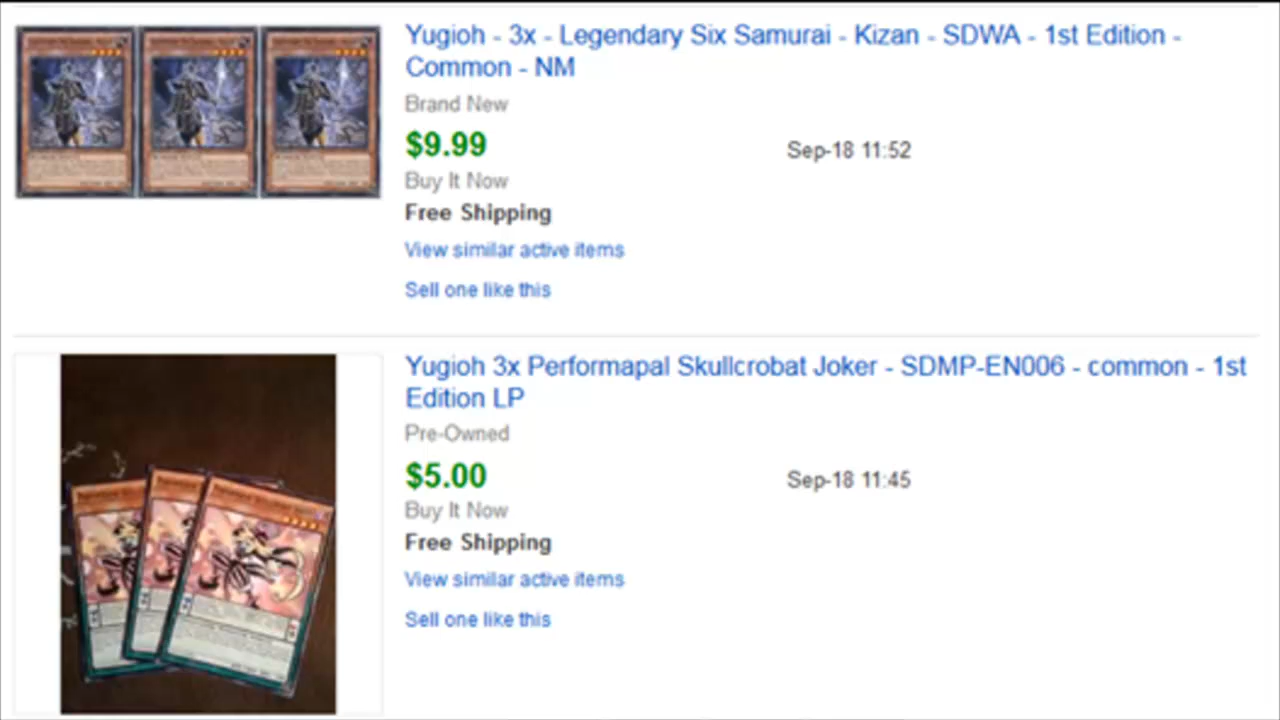 Yugioh - 3x - Legendary Six Samurai - Kizan - SDWA - 1st Edition -
Common - NM
Brand New
$9.99
Sep-18 11:52
Buy It Now
Free Shipping
View similar active items
Sell one like this
Yugioh 3x Performapal Skullcrobat Joker - SDMP-EN006 - common - 1st
Edition LP
Pre-Owned
$5.00
Sep-18 11:45
Buy It Now
Free Shipping
View similar active items
Sell one like this